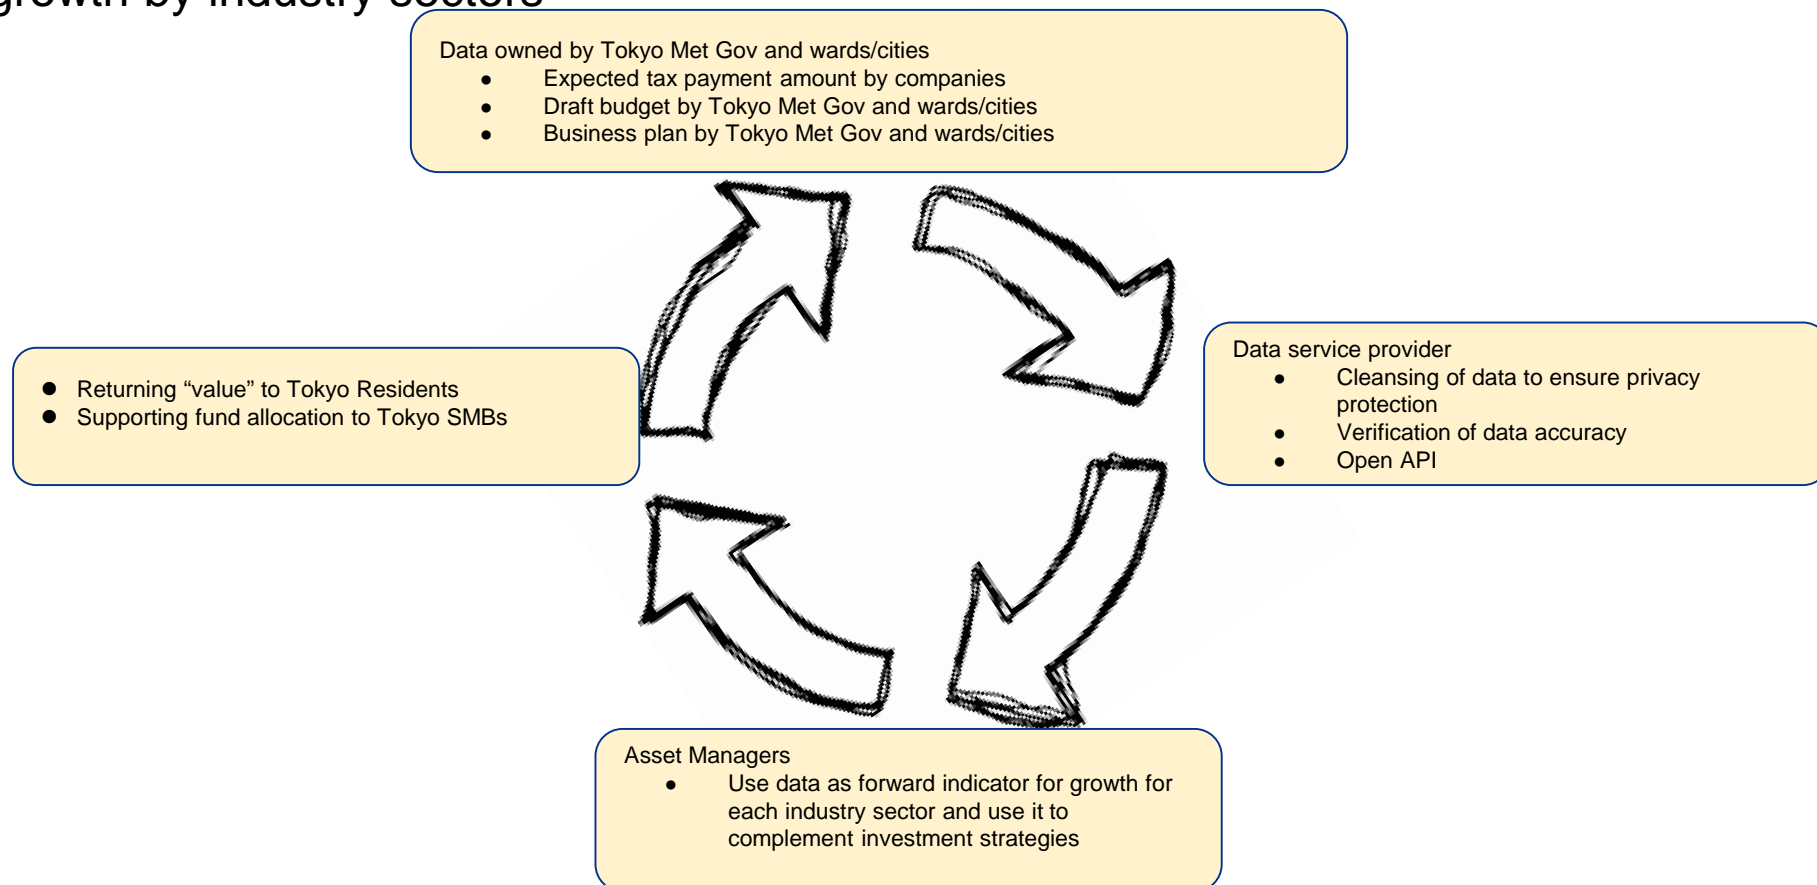 growth by industry sectors
Data owned by Tokyo Met Gov and wards/cities
● Expected tax payment amount by companies
● Draft budget by Tokyo Met Gov and wards/cities
● Business plan by Tokyo Met Gov and wards/cities
Data service provider
● Cleansing of data to ensure privacy
protection
● Verification of data accuracy
● Open API
● Returning “value” to Tokyo Residents
● Supporting fund allocation to Tokyo SMBs
Asset Managers
● Use data as forward indicator for growth for
each industry sector and use it to
complement investment strategies